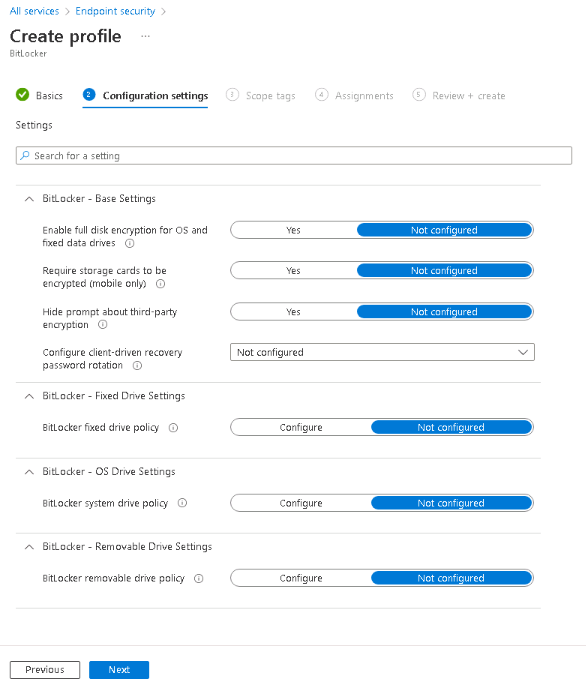 All services > Endpoint security >
Create profile ...
BitLocker
Basics
2 Configuration settings
3 Scope tags
4 Assignments
5 Review + create
Settings
Search for a setting
BitLocker - Base Settings
Enable full disk encryption for OS and
fixed data drives
Yes
Not configured
Require storage cards to be
encrypted (mobile only)
Yes
Not configured
Hide prompt about third-party
encryption
Yes
Not configured
Configure client-driven recovery
password rotation
Not configured
BitLocker - Fixed Drive Settings
BitLocker fixed drive policy
Configure
Not configured
BitLocker - OS Drive Settings
BitLocker system drive policy
Configure
Not configured
BitLocker - Removable Drive Settings
BitLocker removable drive policy
Configure
Not configured
Previous
Next